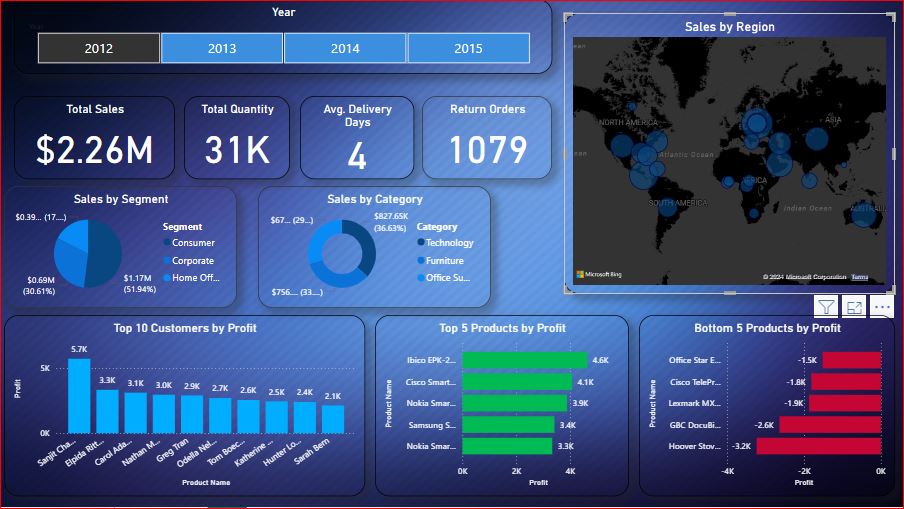 Year
2012 2013 2014 2015
Total Sales
$2.26M
Total Quantity
31K
Avg. Delivery
Days
4
Return Orders
1079
Sales by Region
NORTH AMERICA
ASIA
Atlantic Ocean
SOUTH AMERICA
Indian Ocean
Microsoft Bing
© 2024 Microsoft Corporation Terms
Sales by Segment
$0.39... (17....)
$0.69M
(30.61%)
$1.17M
(51.94%)
Segment
Consumer
Corporate
Home Off...
Sales by Category
$67... (29...)
$827.65K
(36.63%)
$756.... (33....)
Category
Technology
Furniture
Office Su...
Top 10 Customers by Profit
Profit
5K
0K
5.7K
3.3K
3.1K
3.0K
2.9K
2.7K
2.6K
2.5K
2.4K
2.1K
Sanjit Cha...
Elpida Ritt...
Carol Ada...
Nathan M...
Greg Tran
Odella Nel...
Tom Boec...
Katherine ...
Hunter Lo...
Sarah Bern
Product Name
Top 5 Products by Profit
Product Name
Ibico EPK-2... 4.6K
Cisco Smart... 4.1K
Nokia Smar... 3.9K
Samsung S... 3.4K
Nokia Smar... 3.3K
0K 2K 4K
Profit
Bottom 5 Products by Profit
Product Name
Office Star E... -1.5K
Cisco TelePr... -1.8K
Lexmark MX... -1.9K
GBC DocuBi... -2.6K
Hoover Stov... -3.2K
-4K -2K 0K
Profit